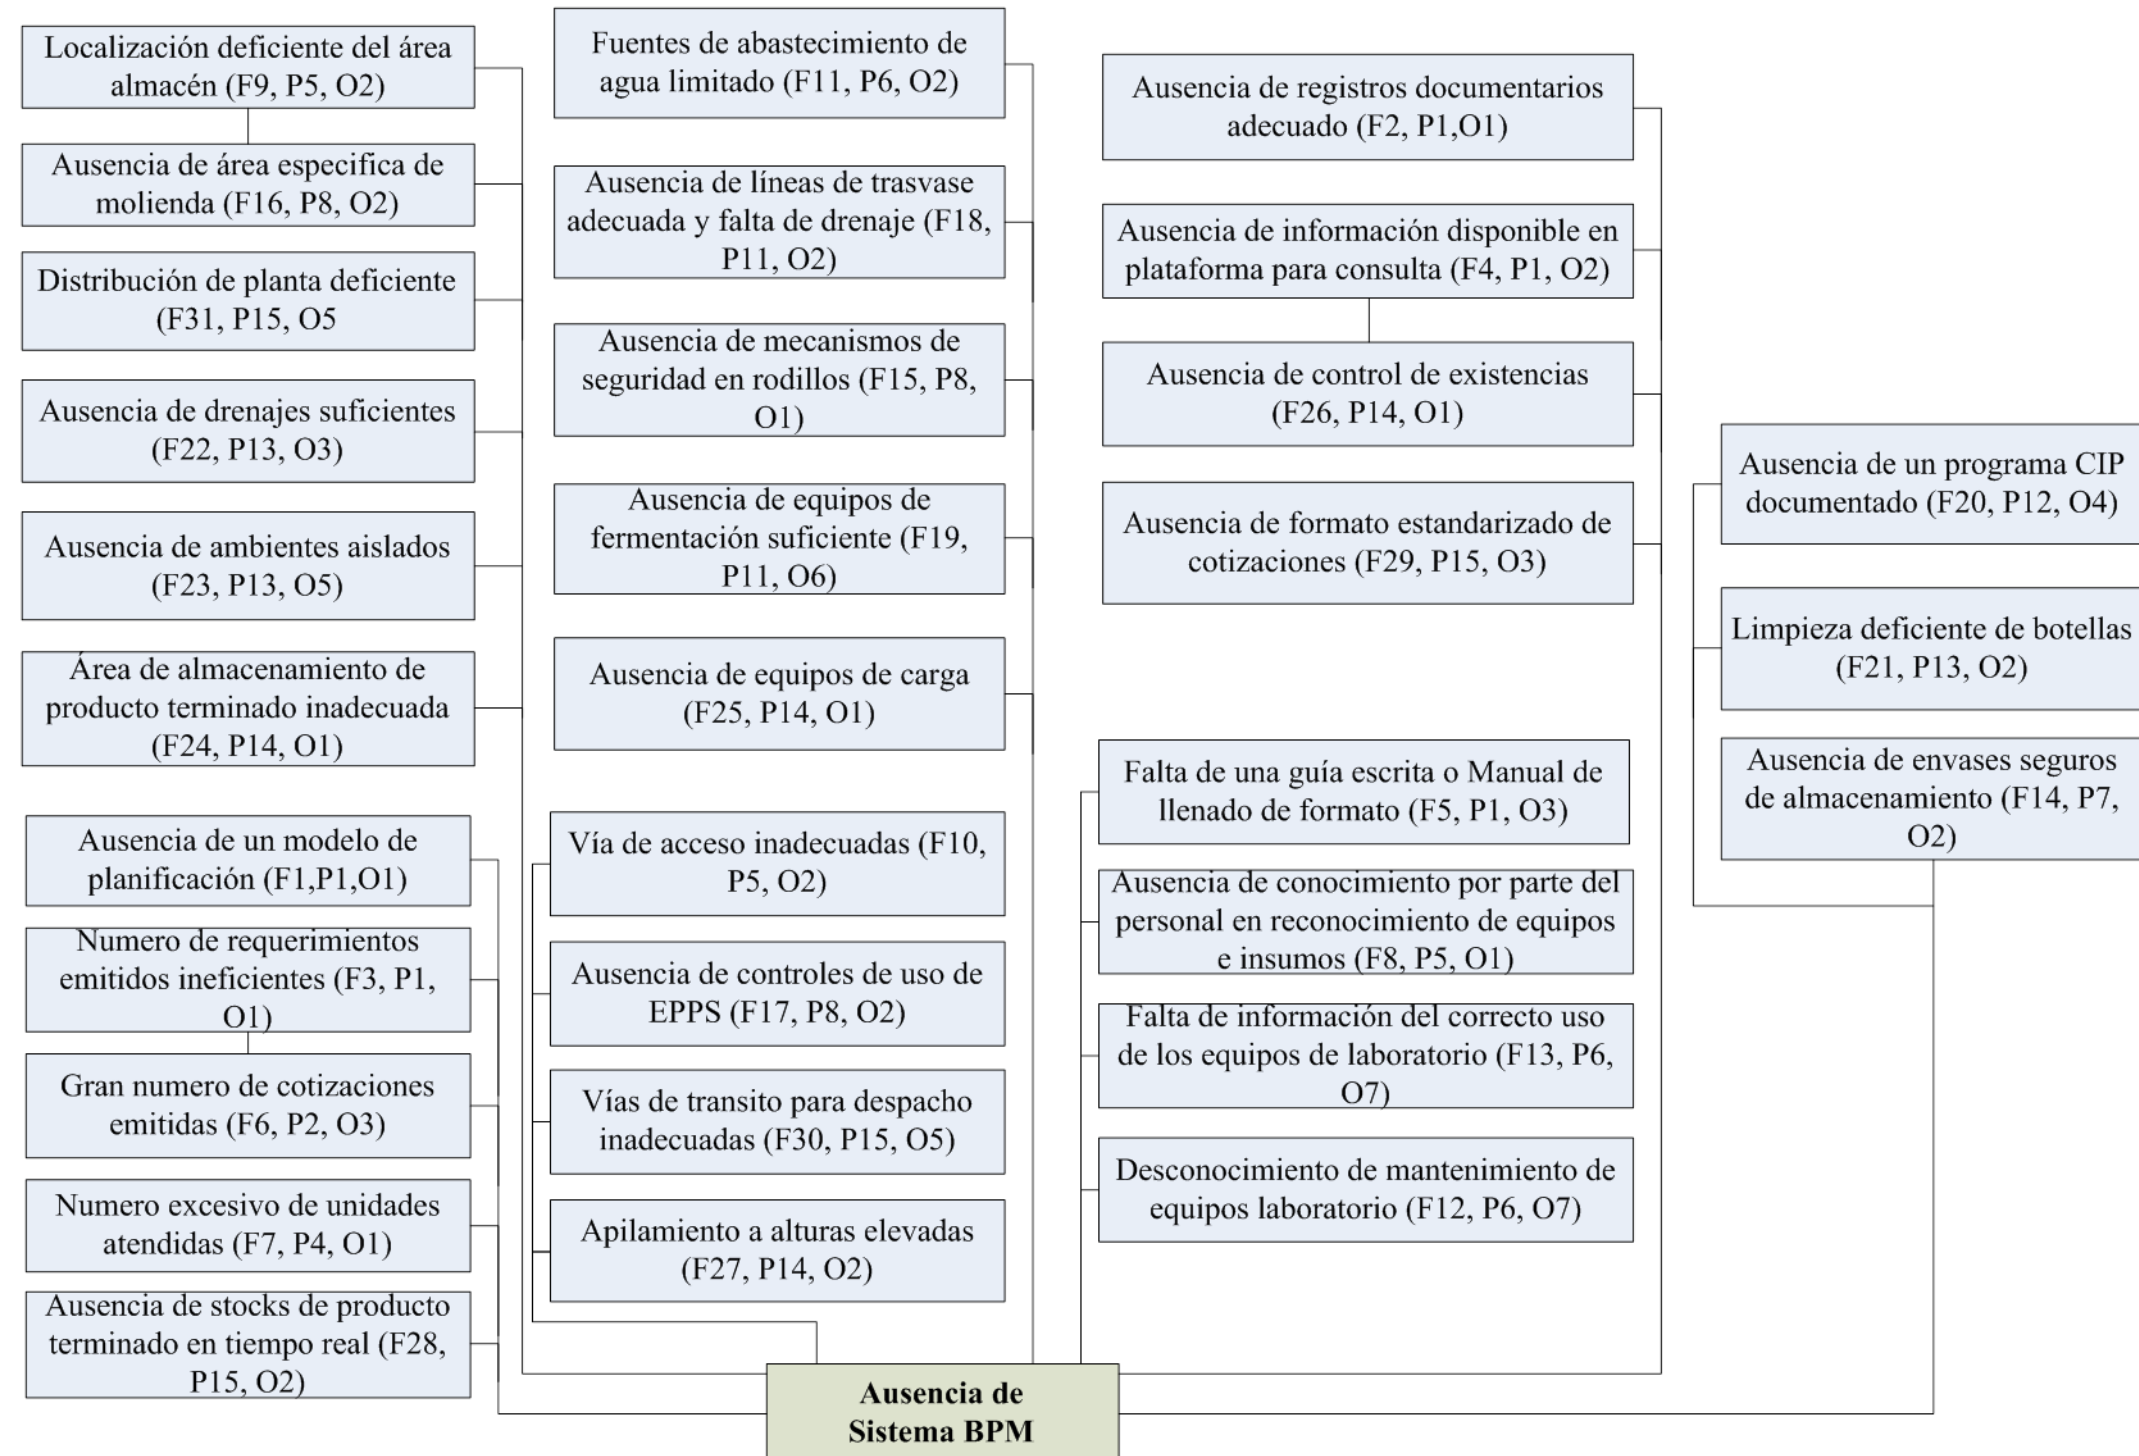 Localización deficiente del área
almacén (F9, P5, O2)
Ausencia de área especifica de
molienda (F16, P8, O2)
Distribución de planta deficiente
(F31, P15, O5
Ausencia de drenajes suficientes
(F22, P13, O3)
Ausencia de ambientes aislados
(F23, P13, O5)
Área de almacenamiento de
producto terminado inadecuada
(F24, P14, O1)
Ausencia de un modelo de
planificación (F1,P1,O1)
Numero de requerimientos
emitidos ineficientes (F3, P1,
O1)
Gran numero de cotizaciones
emitidas (F6, P2, O3)
Numero excesivo de unidades
atendidas (F7, P4, O1)
Ausencia de stocks de producto
terminado en tiempo real (F28,
P15, O2)
Fuentes de abastecimiento de
agua limitado (F11, P6, O2)
Ausencia de líneas de trasvase
adecuada y falta de drenaje (F18,
P11, O2)
Ausencia de mecanismos de
seguridad en rodillos (F15, P8,
O1)
Ausencia de equipos de
fermentación suficiente (F19,
P11, O6)
Ausencia de equipos de carga
(F25, P14, O1)
Vía de acceso inadecuadas (F10,
P5, O2)
Ausencia de controles de uso de
EPPS (F17, P8, O2)
Vías de transito para despacho
inadecuadas (F30, P15, O5)
Apilamiento a alturas elevadas
(F27, P14, O2)
Ausencia de registros documentarios
adecuado (F2, P1,O1)
Ausencia de información disponible en
plataforma para consulta (F4, P1, O2)
Ausencia de control de existencias
(F26, P14, O1)
Ausencia de formato estandarizado de
cotizaciones (F29, P15, O3)
Falta de una guía escrita o Manual de
llenado de formato (F5, P1, O3)
Ausencia de conocimiento por parte del
personal en reconocimiento de equipos
e insumos (F8, P5, O1)
Falta de información del correcto uso
de los equipos de laboratorio (F13, P6,
O7)
Desconocimiento de mantenimiento de
equipos laboratorio (F12, P6, O7)
Ausencia de un programa CIP
documentado (F20, P12, O4)
Limpieza deficiente de botellas
(F21, P13, O2)
Ausencia de envases seguros
de almacenamiento (F14, P7,
O2)
Ausencia de
Sistema BPM